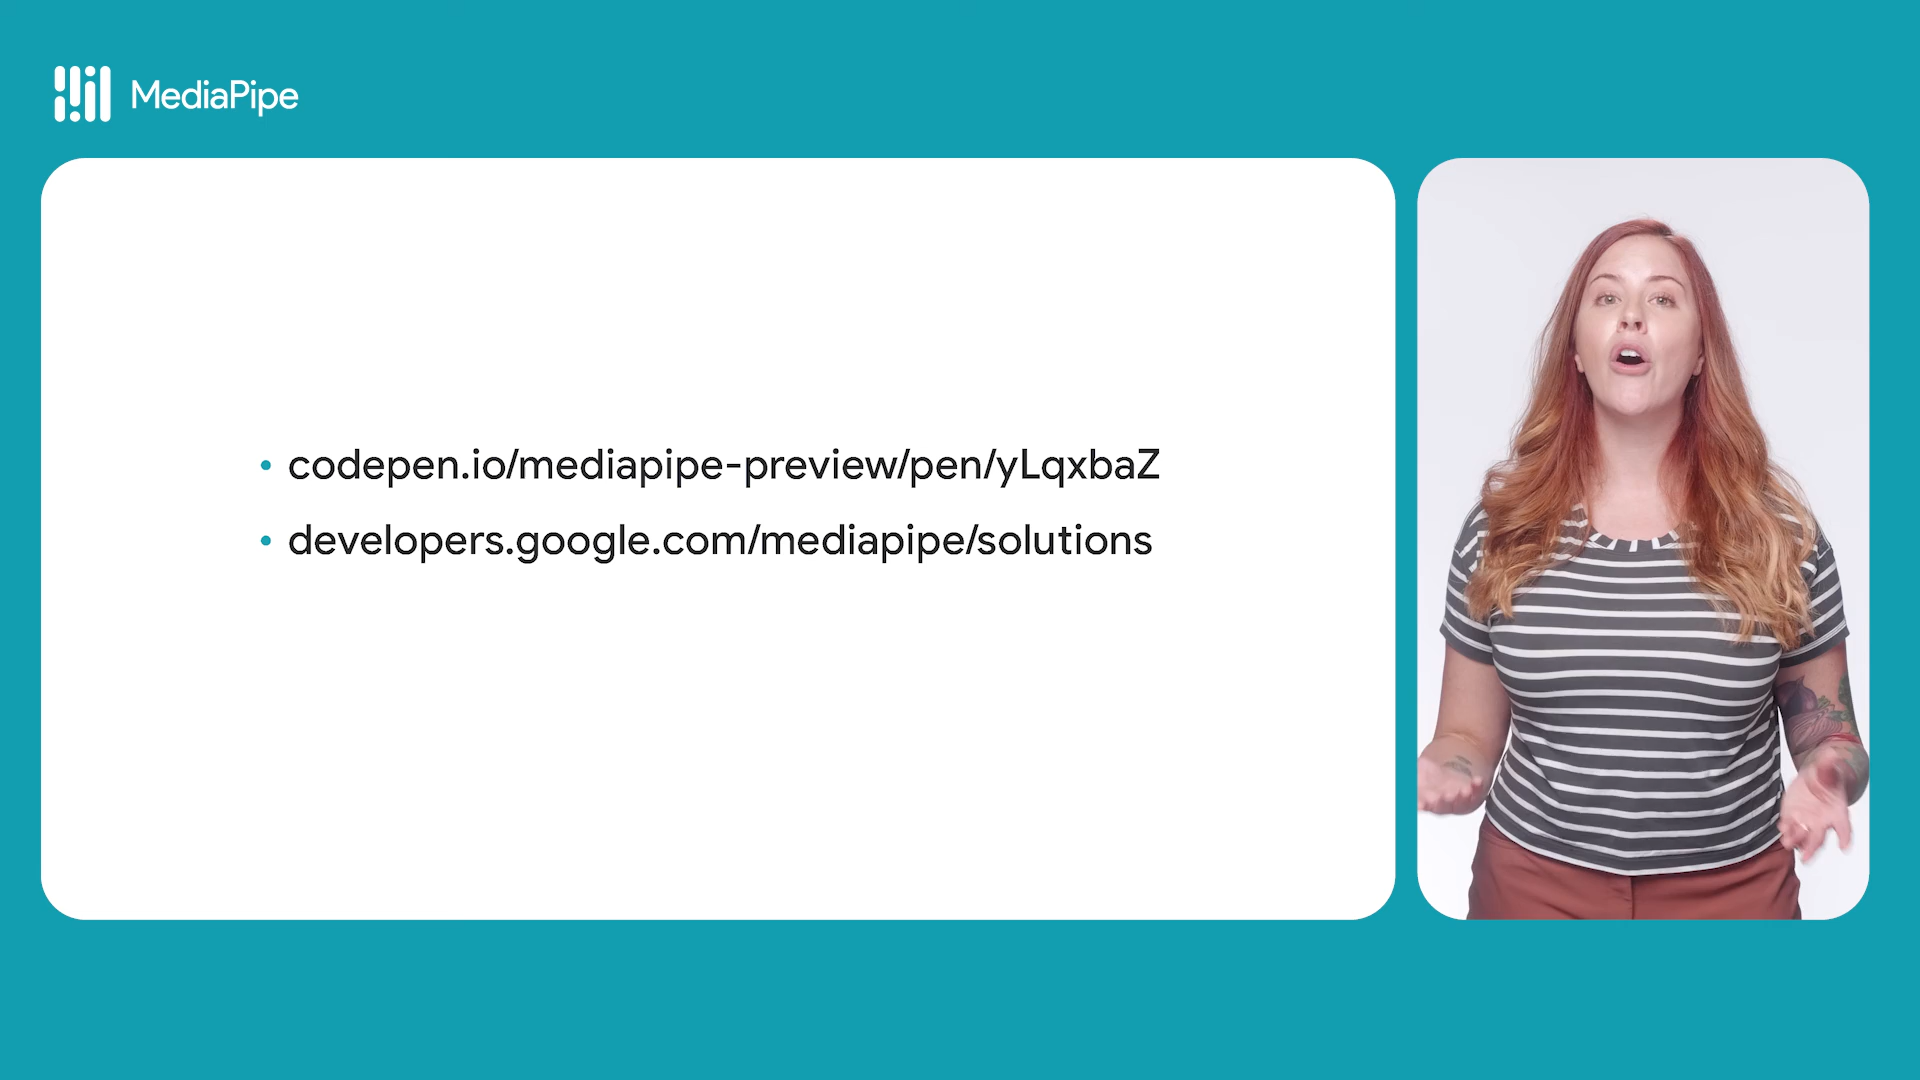 MediaPipe
• codepen.io/mediapipe-preview/pen/yLqxbaZ
• developers.google.com/mediapipe/solutions